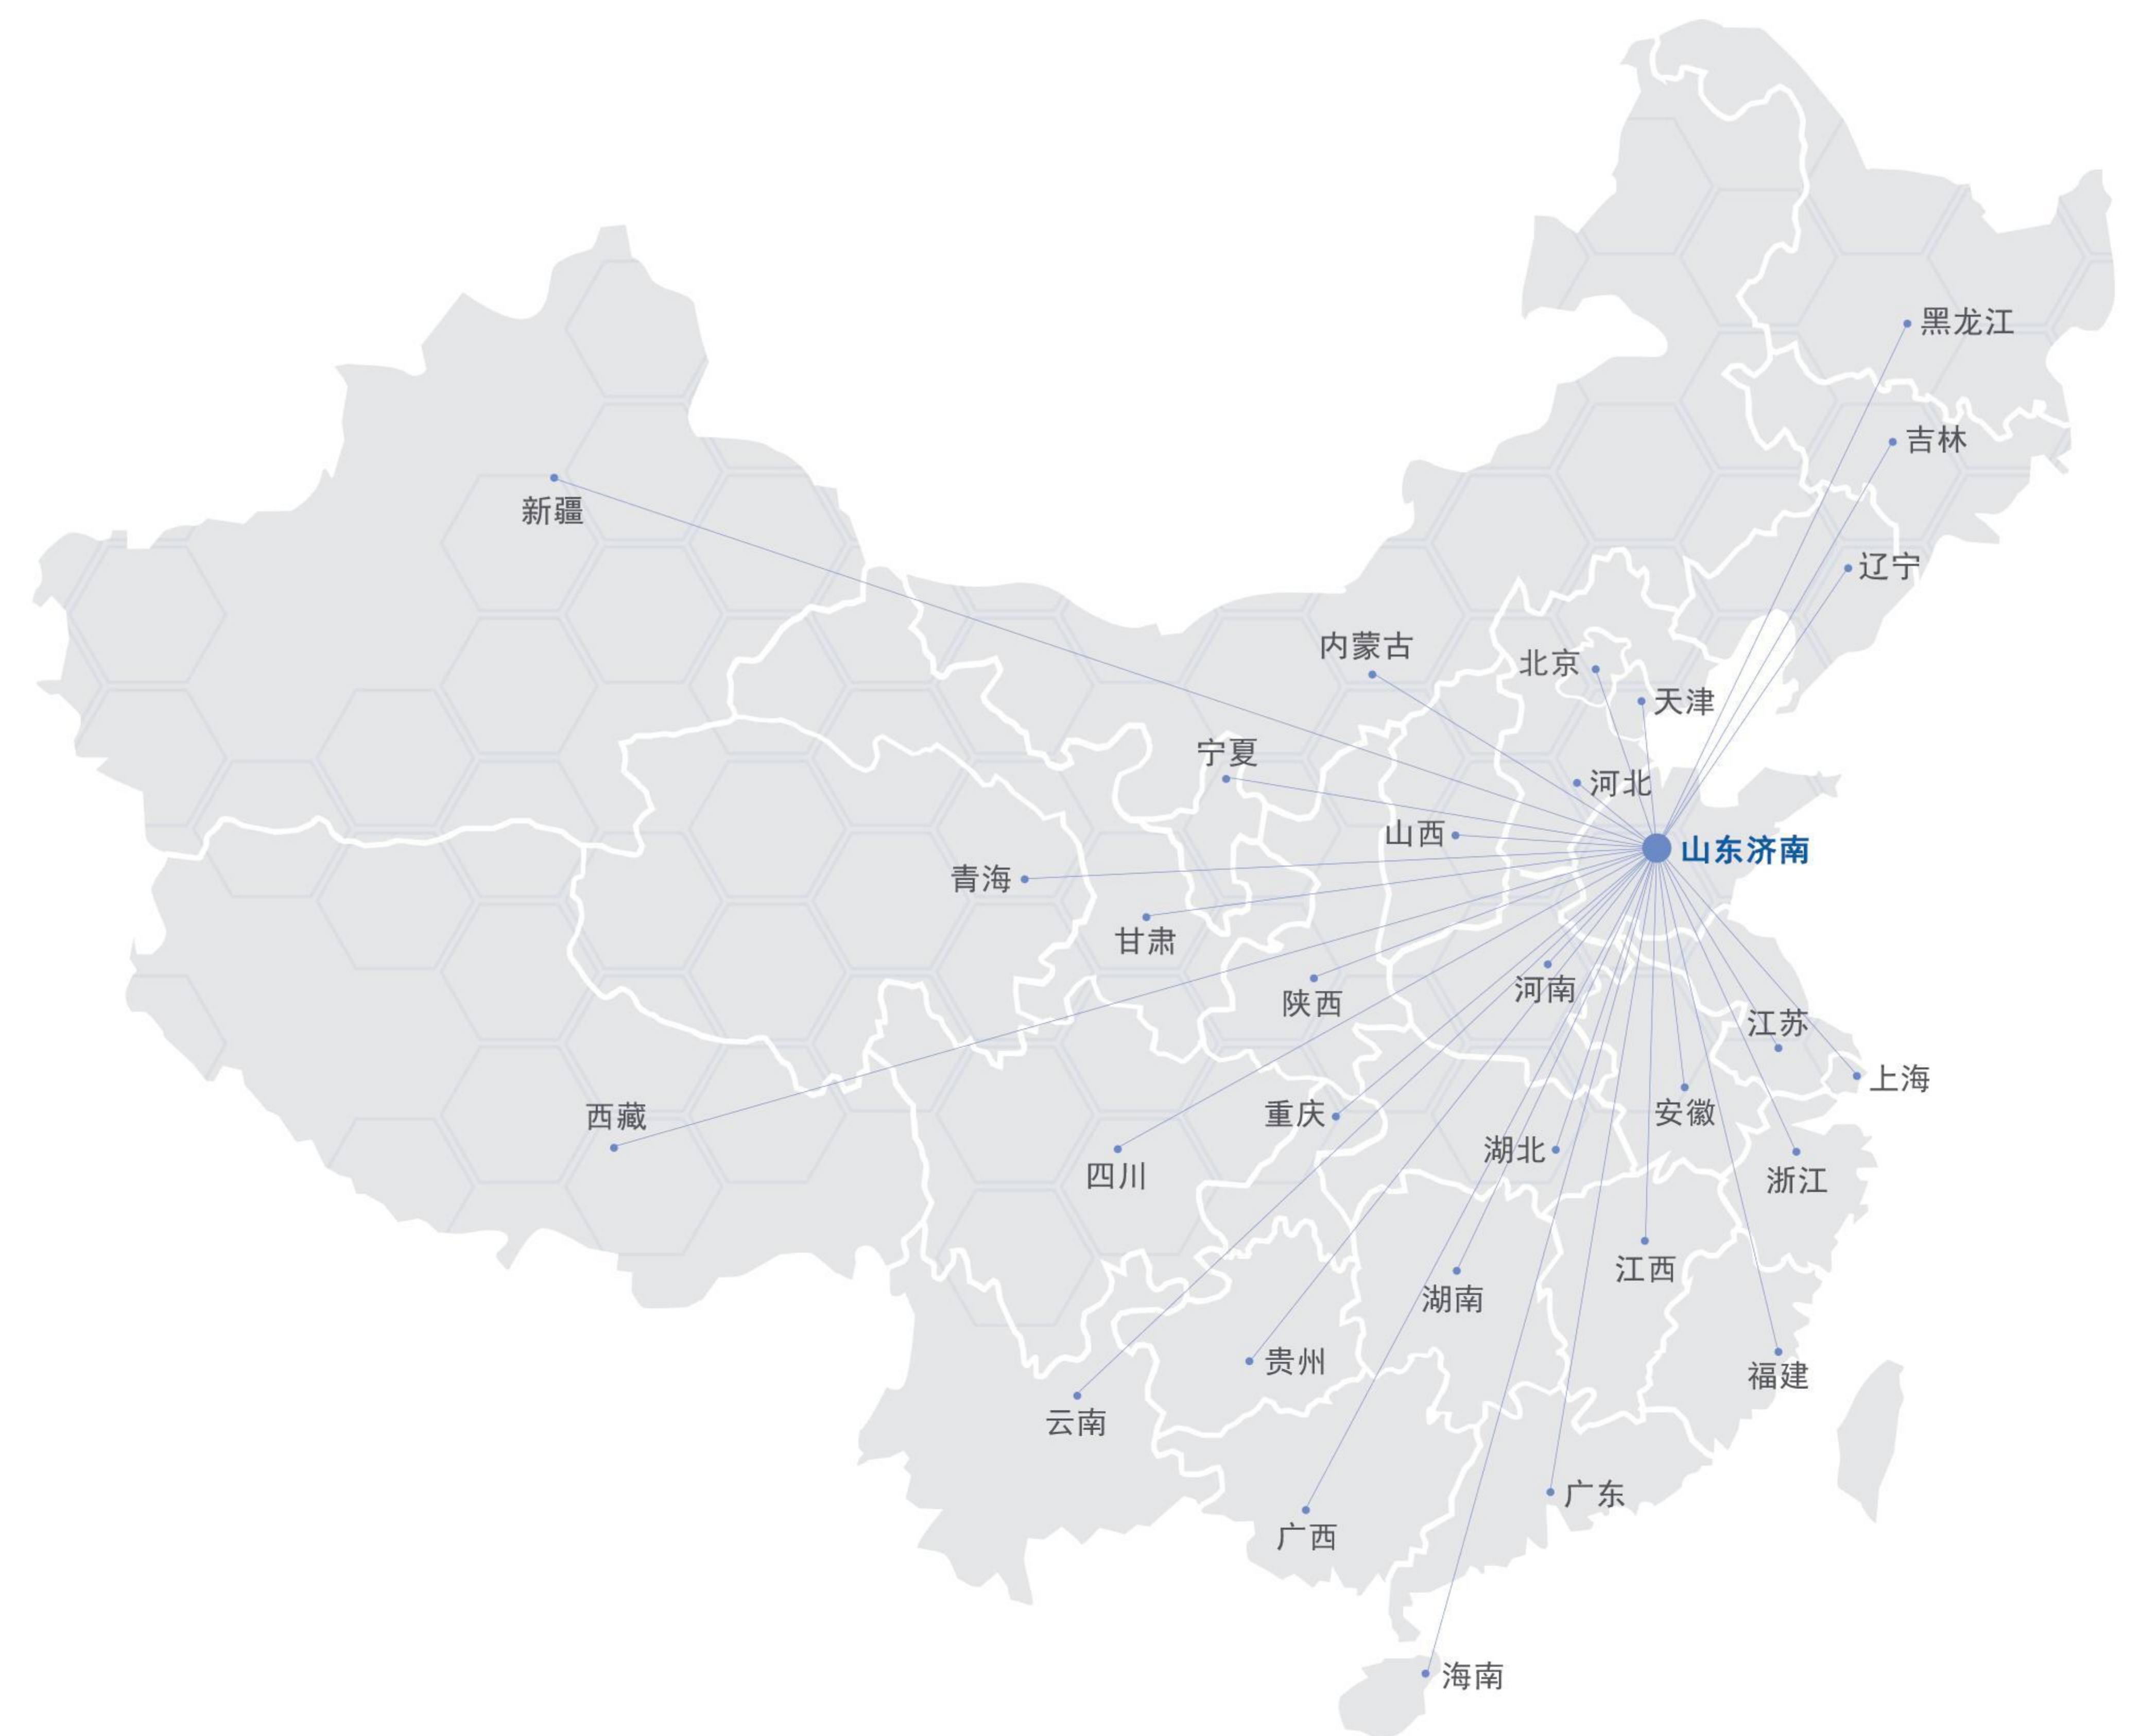 黑龙江
吉林
新疆
辽宁
内蒙古
北京
天津
宁夏
河北
山西
山东济南
青海
甘肃
河南
陕西
江苏
上海
西藏
重庆
安徽
湖北
四川
浙江
江西
湖南
贵州
福建
云南
广东
广西
海南